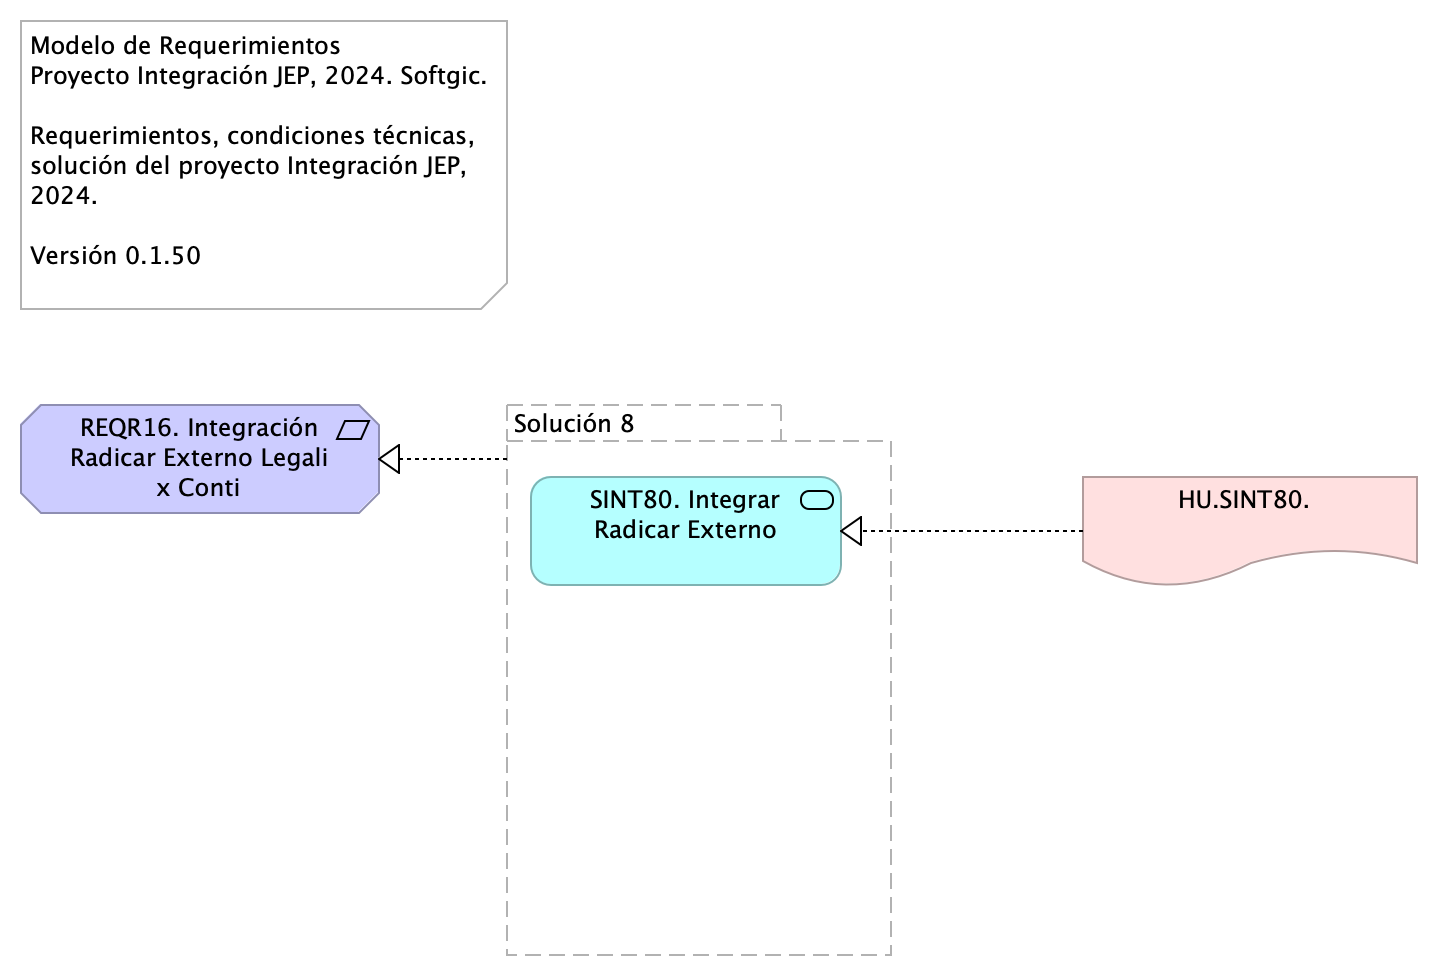 Modelo de Requerimientos
Proyecto Integración JEP, 2024. Softgic.
Requerimientos, condiciones técnicas,
solución del proyecto Integración JEP,
2024.
Versión 0.1.50
REQR16. Integración
Radicar Externo Legali
x Conti
Solución 8
SINT80. Integrar
Radicar Externo
HU.SINT80.